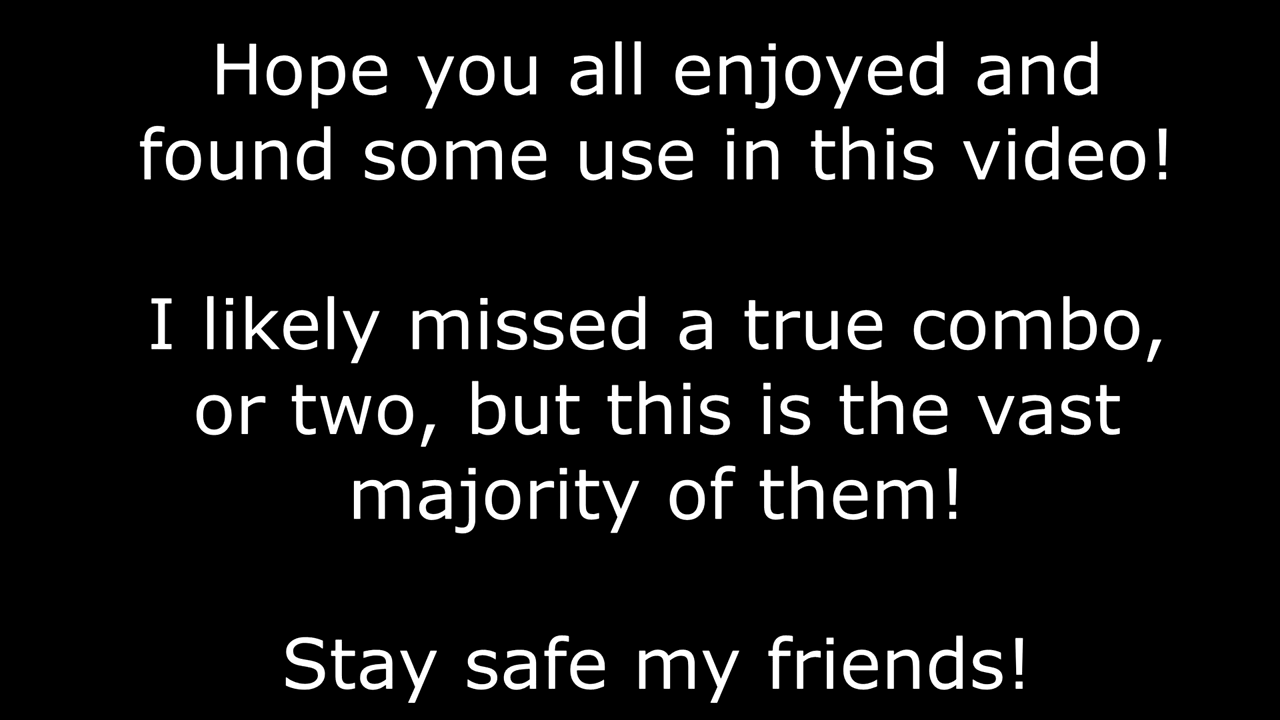 Hope you all enjoyed and
found some use in this video!
I likely missed a true combo,
or two, but this is the vast
majority of them!
Stay safe my friends!